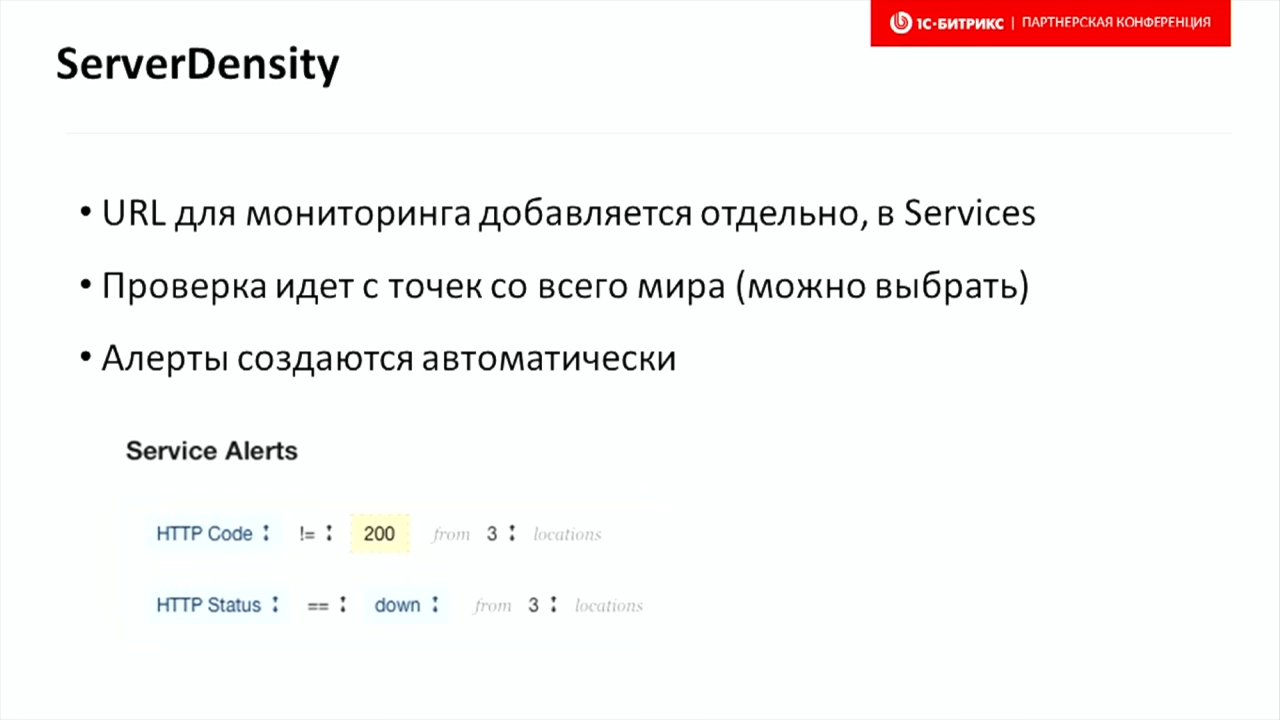 1С-БИТРИКС | ПАРТНЕРСКАЯ КОНФЕРЕНЦИЯ
ServerDensity
• URL для мониторинга добавляется отдельно, в Services
• Проверка идет с точек со всего мира (можно выбрать)
• Алерты создаются автоматически
Service Alerts
HTTP Code != 200 from 3 locations
HTTP Status == down from 3 locations